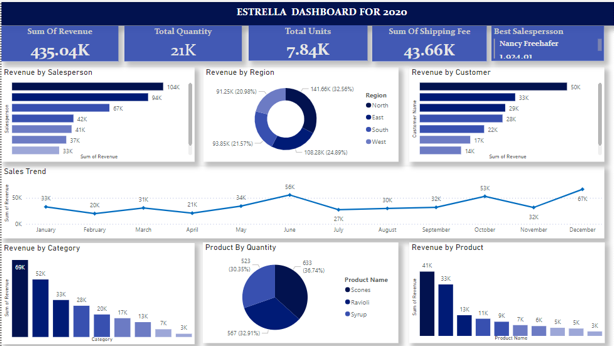 ESTRELLA DASHBOARD FOR 2020
Sum Of Revenue
435.04K
Total Quantity
21K
Total Units
7.84K
Sum Of Shipping Fee
43.66K
Best Salespersson
Nancy Freehafer
1,924.01
Revenue by Salesperson
Salesperson
104K
84K
67K
42K
41K
37K
33K
Sum of Revenue
Revenue by Region
91.25K (20.98%)
141.66K (32.56%)
93.85K (21.57%)
108.28K (24.89%)
Region
North
East
South
West
Revenue by Customer
Customer Name
50K
33K
29K
28K
22K
17K
14K
Sum of Revenue
Sales Trend
Sum of Revenue
50K
0K
33K
20K
31K
21K
34K
56K
27K
30K
32K
53K
32K
67K
January
February
March
April
May
June
July
August
September
October
November
December
Revenue by Category
Sum of Revenue
69K
52K
33K
28K
20K
17K
13K
7K
3K
Category
Product By Quantity
523
(30.35%)
633
(36.74%)
567 (32.91%)
Product Name
Scones
Ravioli
Syrup
Revenue by Product
Sum of Revenue
41K
33K
13K
11K
9K
7K
6K
5K
5K
3K
Product Name